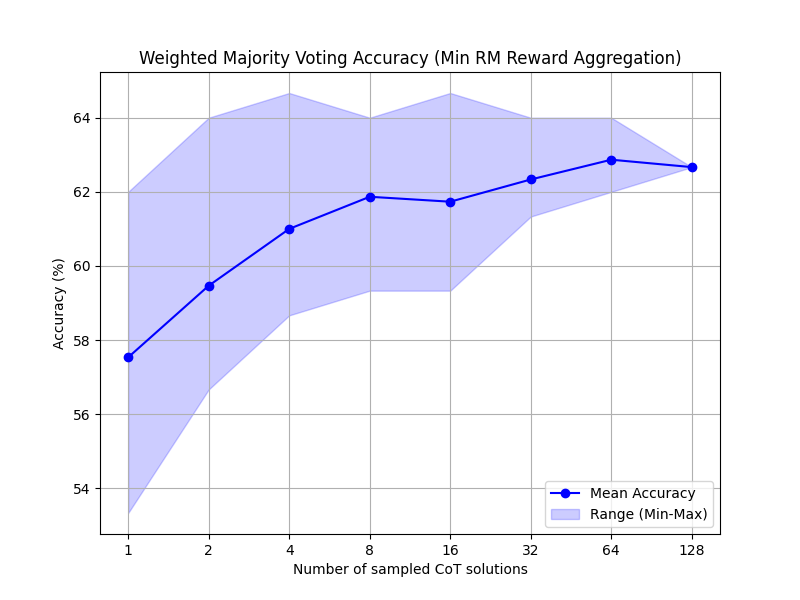 Weighted Majority Voting Accuracy (Min RM Reward Aggregation)
64
62
60
58
56
54
Accuracy (%)
Mean Accuracy
Range (Min-Max)
1 2 4 8 16 32 64 128
Number of sampled CoT solutions